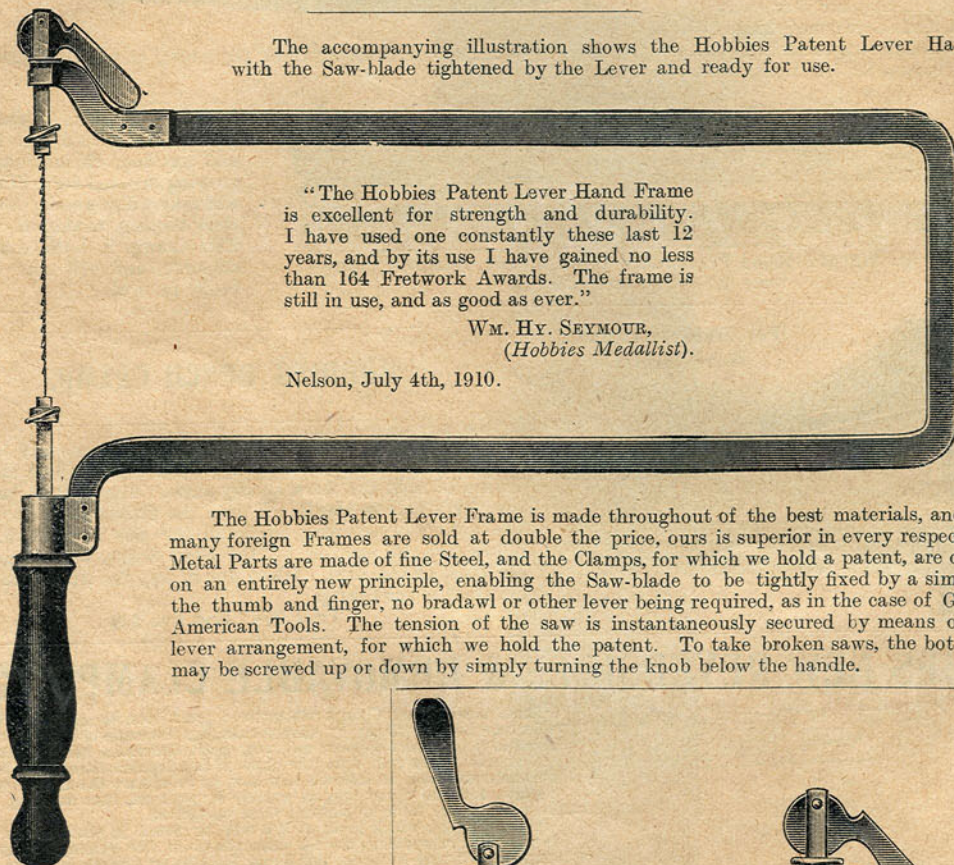 The accompanying illustration shows the Hobbies Patent Lever Ha
with the Saw-blade tightened by the Lever and ready for use.
“The Hobbies Patent Lever Hand Frame
is excellent for strength and durability.
I have used one constantly these last 12
years, and by its use I have gained no less
than 164 Fretwork Awards. The frame is
still in use, and as good as ever.”
Wm. Hy. Seymour,
(Hobbies Medallist).
Nelson, July 4th, 1910.
The Hobbies Patent Lever Frame is made throughout of the best materials, an
many foreign Frames are sold at double the price, ours is superior in every respec
Metal Parts are made of fine Steel, and the Clamps, for which we hold a patent, are
on an entirely new principle, enabling the Saw-blade to be tightly fixed by a sim
the thumb and finger, no bradawl or other lever being required, as in the case of G
American Tools. The tension of the saw is instantaneously secured by means o
lever arrangement, for which we hold the patent. To take broken saws, the bot
may be screwed up or down by simply turning the knob below the handle.